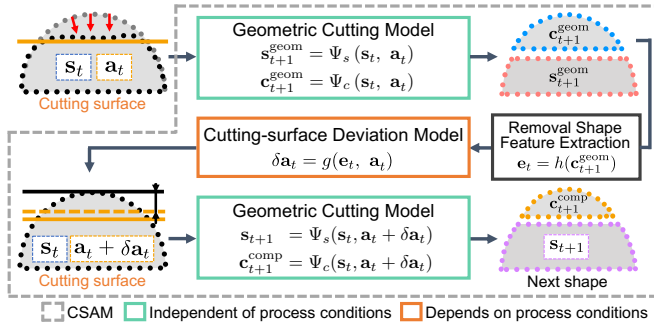 s_t a_t
Cutting surface
Geometric Cutting Model
s_{t+1}^{geom} = Ψ_s(s_t, a_t)
c_{t+1}^{geom} = Ψ_c(s_t, a_t)
c_{t+1}^{geom}
s_{t+1}^{geom}
Cutting-surface Deviation Model
δa_t = g(e_t, a_t)
Removal Shape
Feature Extraction
e_t = h(c_{t+1}^{geom})
s_t a_t + δa_t
Cutting surface
Geometric Cutting Model
s_{t+1} = Ψ_s(s_t, a_t + δa_t)
c_{t+1}^{comp} = Ψ_c(s_t, a_t + δa_t)
c_{t+1}^{comp}
s_{t+1}
Next shape
CSAM Independent of process conditions Depends on process conditions